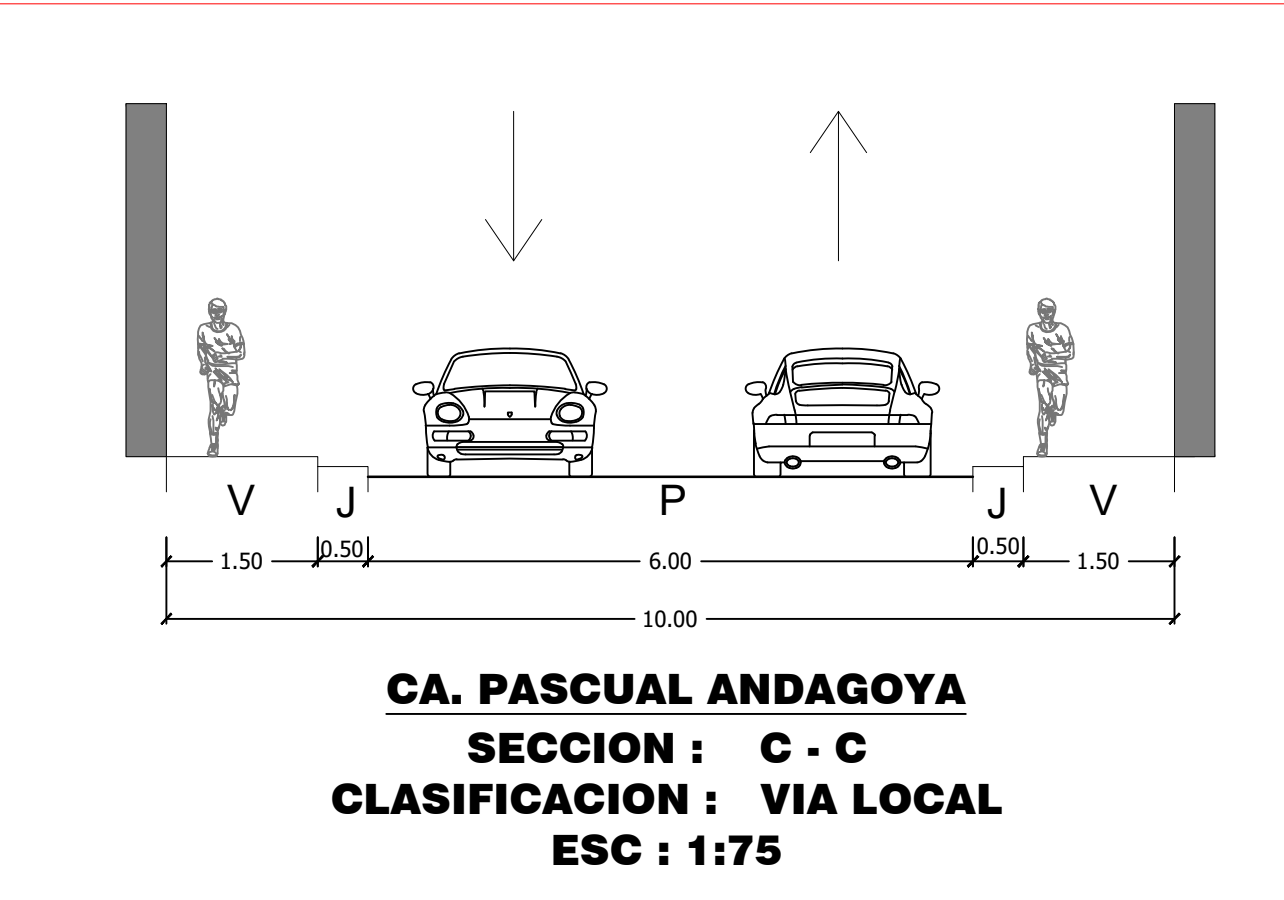 V J P J V
1.50 0.50 6.00 0.50 1.50
10.00
CA. PASCUAL ANDAGOYA
SECCION : C - C
CLASIFICACION : VIA LOCAL
ESC : 1:75